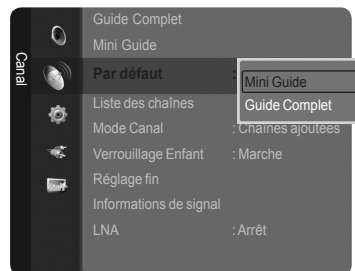 Canal
Guide Complet
Mini Guide
Par défaut :
Mini Guide
Guide Complet
Liste des chaînes
Mode Canal : Chaînes ajoutées
Verrouillage Enfant : Marche
Réglage fin
Informations de signal
LNA : Arrêt